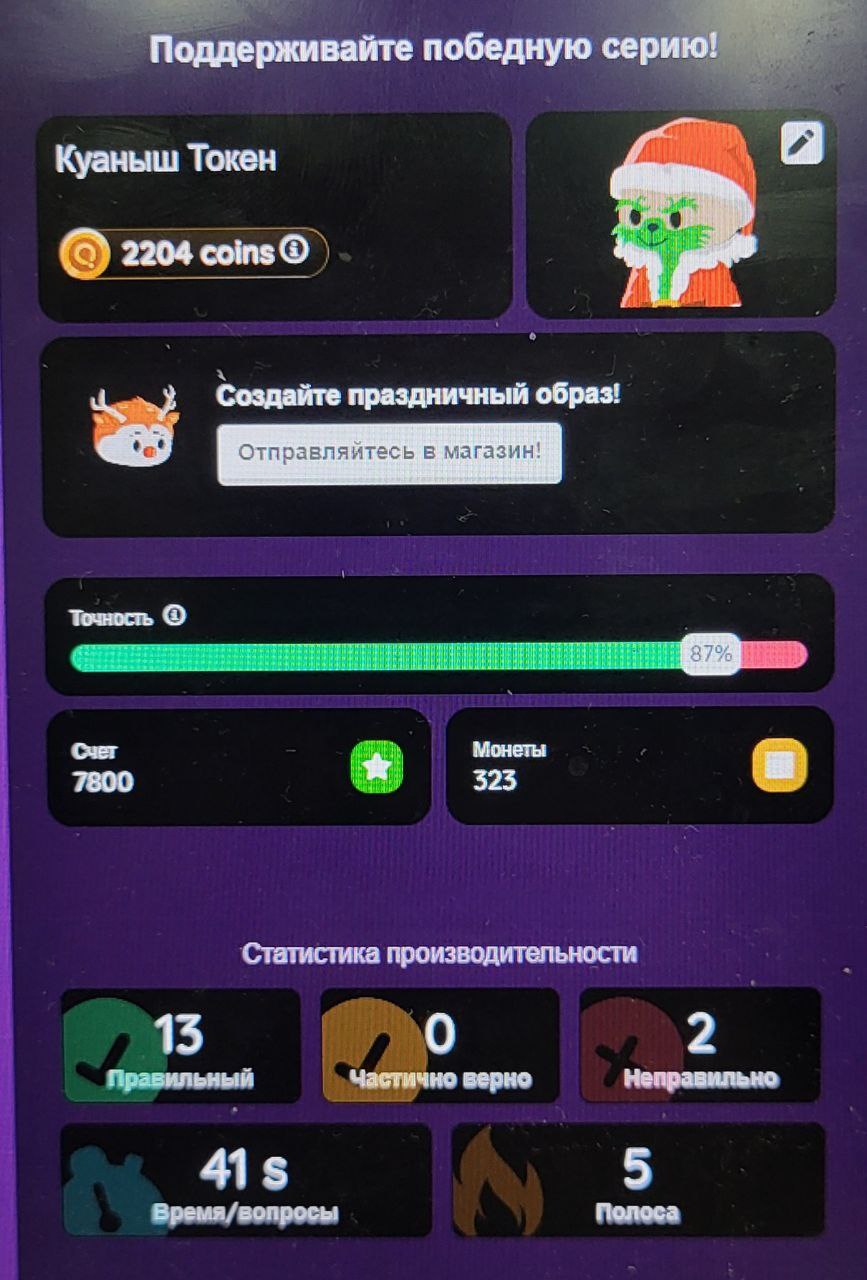 Поддерживайте победную серию!
Куаныш Токен
2204 coins
Создайте праздничный образ!
Отправляйтесь в магазин!
Точность
87%
Счет
7800
Монеты
323
Статистика производительности
13
Правильный
0
Частично верно
2
Неправильно
41 s
Время/вопросы
5
Полоса